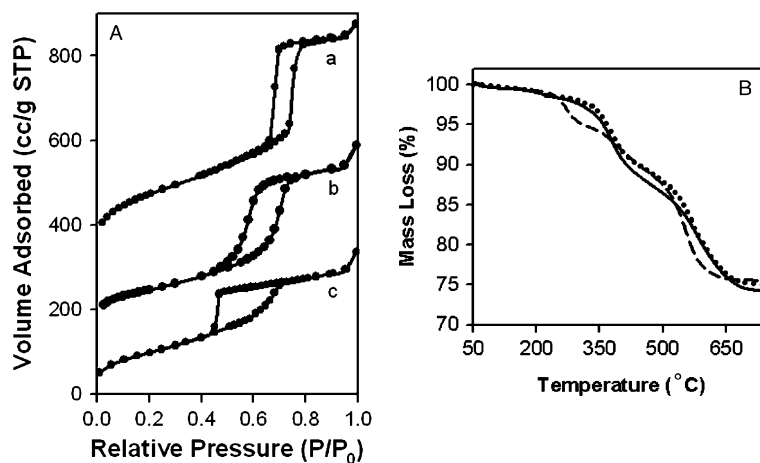 A
Volume Adsorbed (cc/g STP)
800
600
400
200
0
a
b
c
0.0 0.2 0.4 0.6 0.8 1.0
Relative Pressure (P/P0)
B
Mass Loss (%)
100
95
90
85
80
75
70
50 200 350 500 650
Temperature (°C)